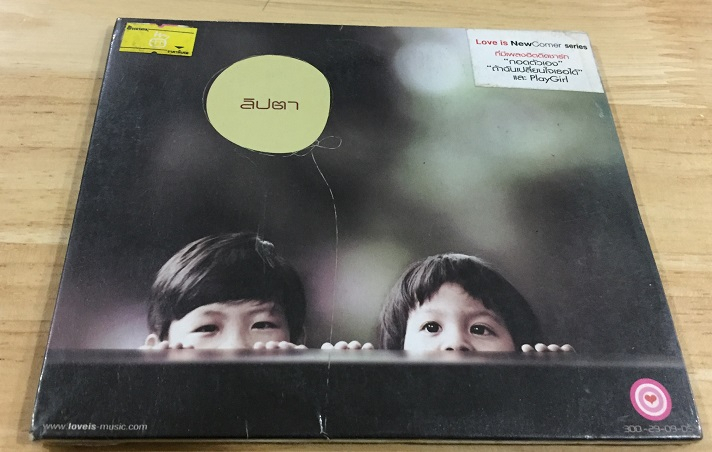 Love is NewComer series
ที่มีเพลงฮิตติดชาร์ท
"กอดตัวเอง"
"ถ้าฉันเปลี่ยนใจเธอได้"
และ PlayGirl
ลิปตา
www.loveis-music.com
300-29-09-05